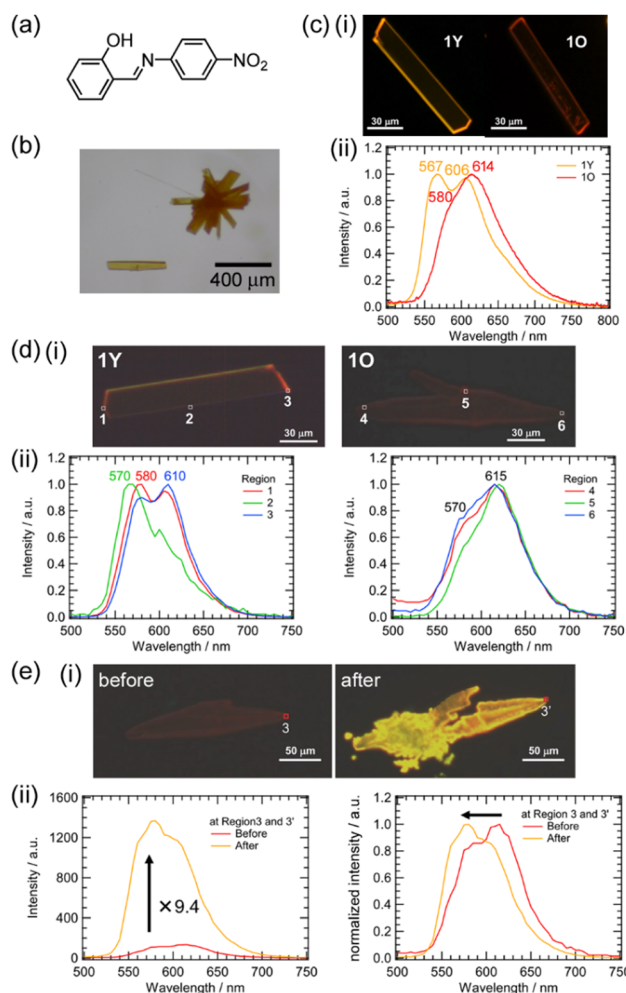 (a)
OH
N
NO2
(b)
400 μm
(c) (i)
1Y
1O
30 μm
30 μm
(ii)
567 606 614
580
1Y
1O
Intensity / a.u.
1.2
1.0
0.8
0.6
0.4
0.2
0.0
500 550 600 650 700 750 800
Wavelength / nm
(d) (i)
1Y
1
2
3
30 μm
1O
4
5
6
30 μm
(ii)
570 580 610
Region
1
2
3
Intensity / a.u.
1.2
1.0
0.8
0.6
0.4
0.2
0.0
500 550 600 650 700 750
Wavelength / nm
615
570
Region
4
5
6
Intensity / a.u.
1.2
1.0
0.8
0.6
0.4
0.2
0.0
500 550 600 650 700 750
Wavelength / nm
(e) (i)
before
3
50 μm
after
3'
50 μm
(ii)
at Region3 and 3'
Before
After
×9.4
Intensity / a.u.
1600
1200
800
400
0
500 550 600 650 700 750
Wavelength / nm
at Region 3 and 3'
Before
After
normalized intensity / a.u.
1.2
1.0
0.8
0.6
0.4
0.2
0.0
500 550 600 650 700 750
Wavelength / nm